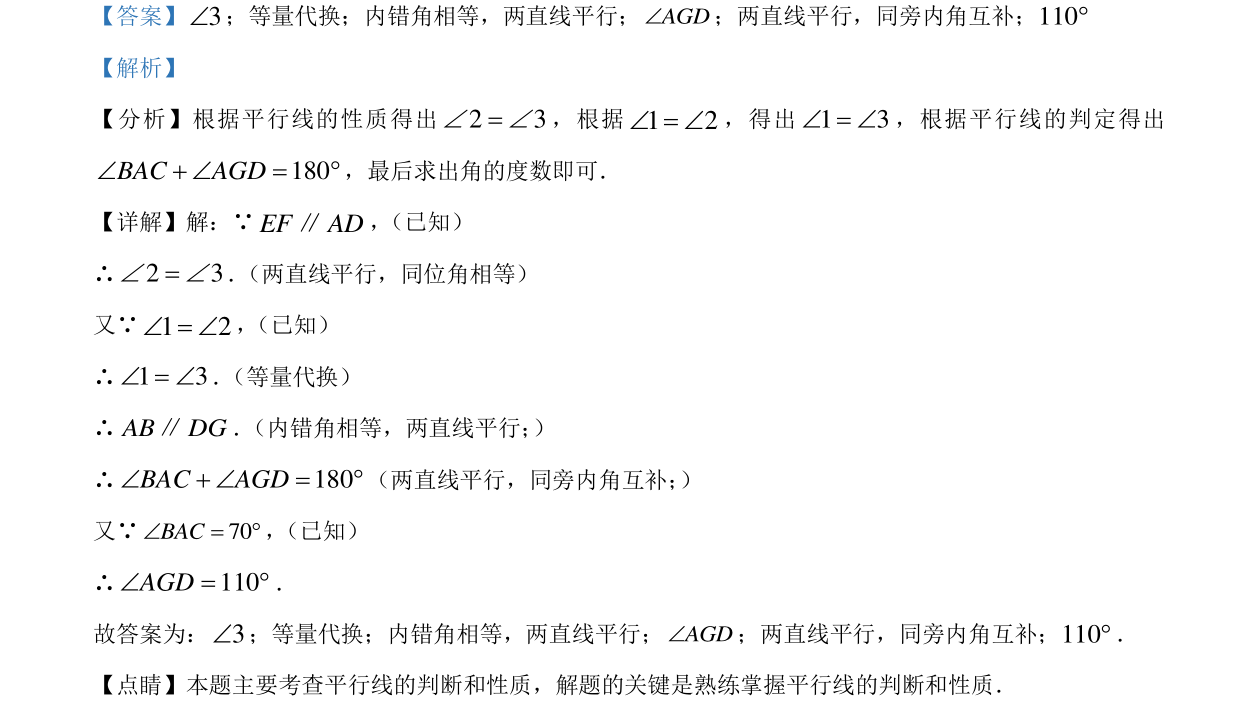 【答案】∠3；等量代换；内错角相等，两直线平行；∠AGD；两直线平行，同旁内角互补；110°
【解析】
【分析】根据平行线的性质得出∠2=∠3，根据∠1=∠2，得出∠1=∠3，根据平行线的判定得出
∠BAC+∠AGD=180°，最后求出角的度数即可．
【详解】解：∵EF∥AD，（已知）
∴∠2=∠3．（两直线平行，同位角相等）
又∵∠1=∠2，（已知）
∴∠1=∠3．（等量代换）
∴AB∥DG．（内错角相等，两直线平行；）
∴∠BAC+∠AGD=180°（两直线平行，同旁内角互补；）
又∵∠BAC=70°，（已知）
∴∠AGD=110°．
故答案为：∠3；等量代换；内错角相等，两直线平行；∠AGD；两直线平行，同旁内角互补；110°．
【点睛】本题主要考查平行线的判断和性质，解题的关键是熟练掌握平行线的判断和性质．